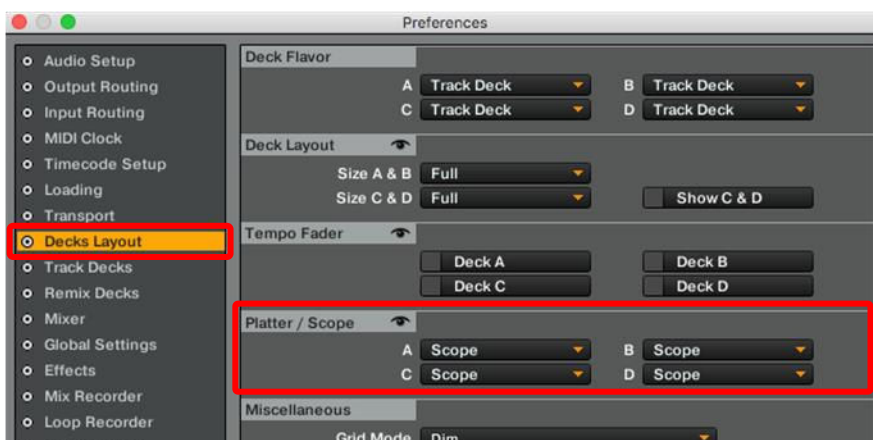 Preferences
Audio Setup
Output Routing
Input Routing
MIDI Clock
Timecode Setup
Loading
Transport
Decks Layout
Track Decks
Remix Decks
Mixer
Global Settings
Effects
Mix Recorder
Loop Recorder
Deck Flavor
A Track Deck B Track Deck
C Track Deck D Track Deck
Deck Layout
Size A & B Full
Size C & D Full Show C & D
Tempo Fader
Deck A Deck B
Deck C Deck D
Platter / Scope
A Scope B Scope
C Scope D Scope
Miscellaneous
Grid Mode Dim